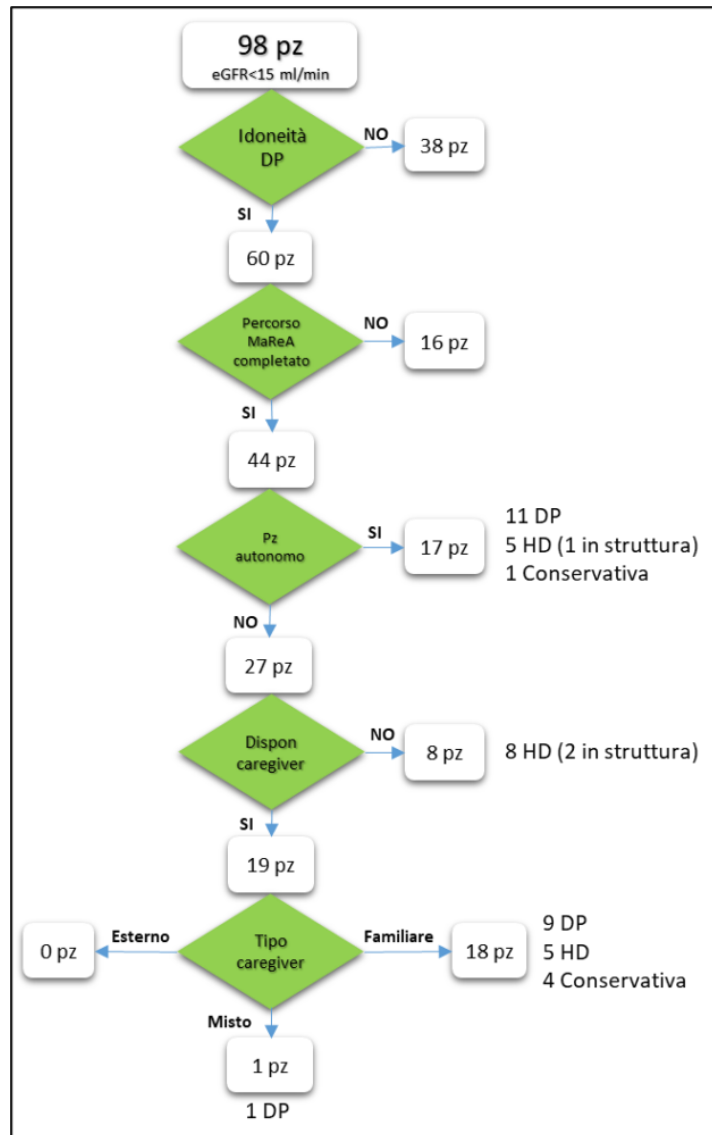 98 pz
eGFR<15 ml/min
Idoneità
DP
NO
38 pz
SI
60 pz
Percorso
MaReA
completato
NO
16 pz
SI
44 pz
Pz
autonomo
SI
17 pz
11 DP
5 HD (1 in struttura)
1 Conservativa
NO
27 pz
Dispon
caregiver
NO
8 pz
8 HD (2 in struttura)
SI
19 pz
Tipo
caregiver
Esterno
0 pz
Familiare
18 pz
9 DP
5 HD
4 Conservativa
Misto
1 pz
1 DP